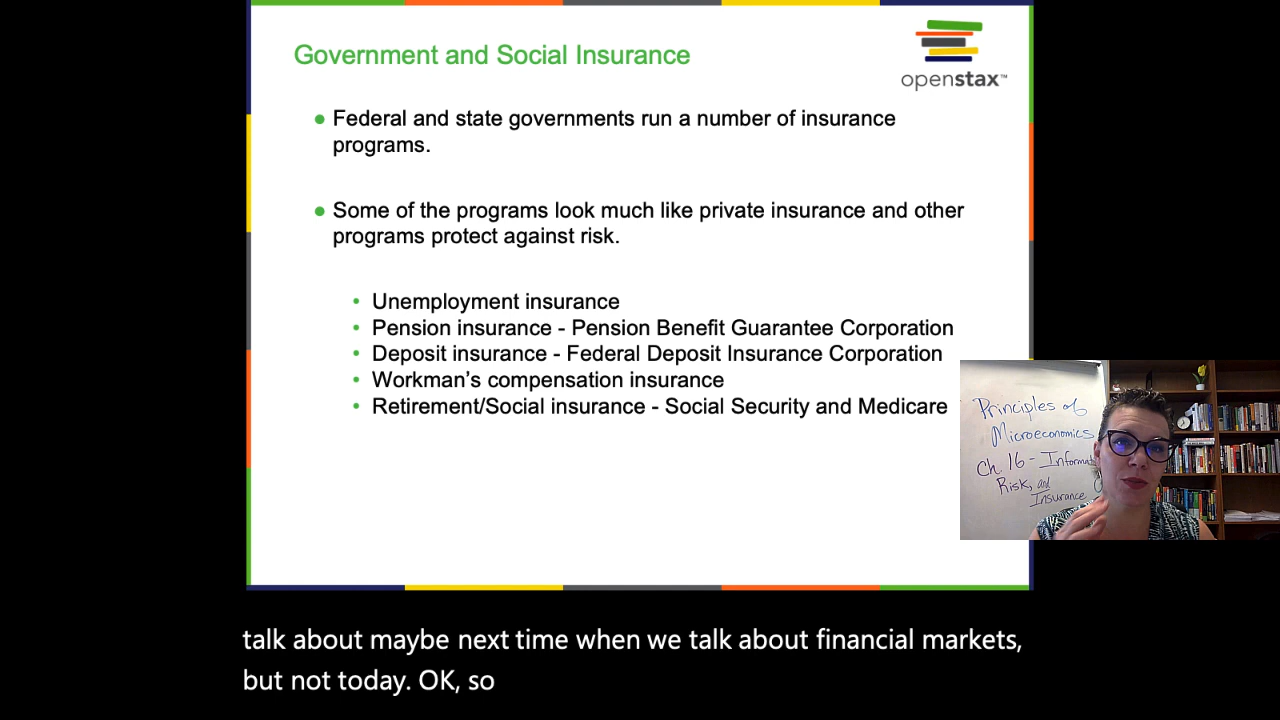 Government and Social Insurance
openstax™
● Federal and state governments run a number of insurance
programs.
● Some of the programs look much like private insurance and other
programs protect against risk.
• Unemployment insurance
• Pension insurance - Pension Benefit Guarantee Corporation
• Deposit insurance - Federal Deposit Insurance Corporation
• Workman’s compensation insurance
• Retirement/Social insurance - Social Security and Medicare
Principles of
Microeconomics
Ch. 16 - Informat
Risk, and
Insurance
talk about maybe next time when we talk about financial markets,
but not today. OK, so